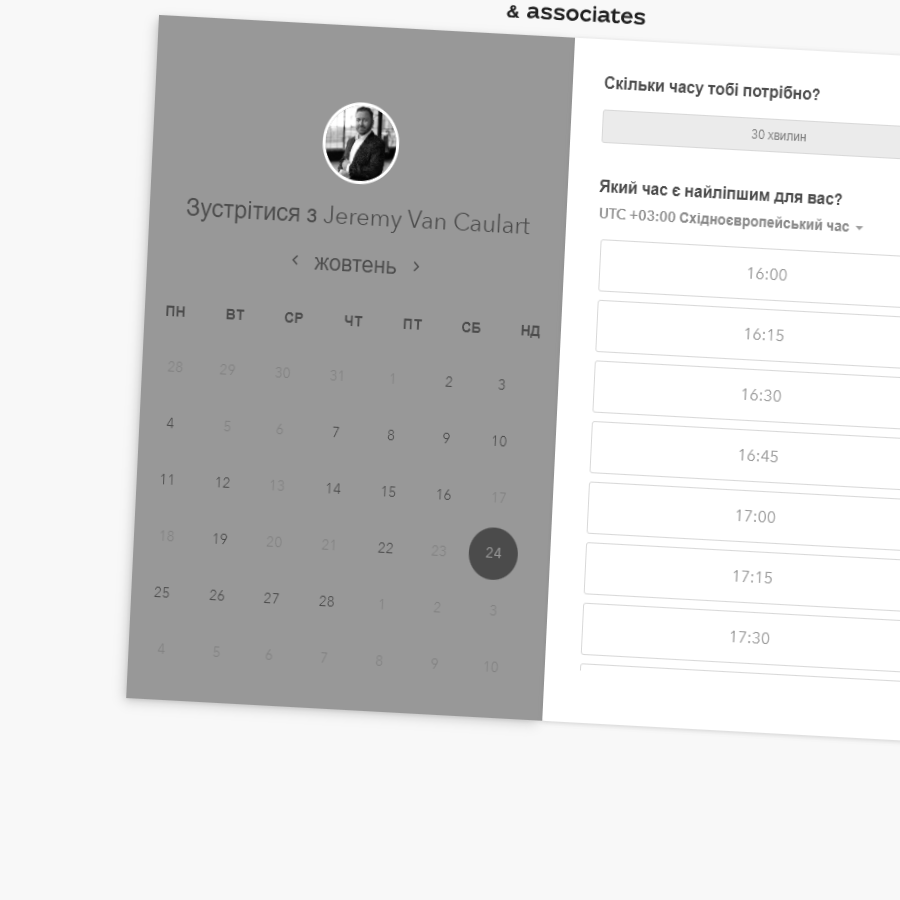 & associates
Зустрітися з Jeremy Van Caulart
жовтень
ПН ВТ СР ЧТ ПТ СБ НД
28 29 30 31 1 2 3
4 5 6 7 8 9 10
11 12 13 14 15 16 17
18 19 20 21 22 23 24
25 26 27 28 1 2 3
4 5 6 7 8 9 10
Скільки часу тобі потрібно?
30 хвилин
Який час є найліпшим для вас?
UTC +03:00 Східноєвропейський час
16:00
16:15
16:30
16:45
17:00
17:15
17:30